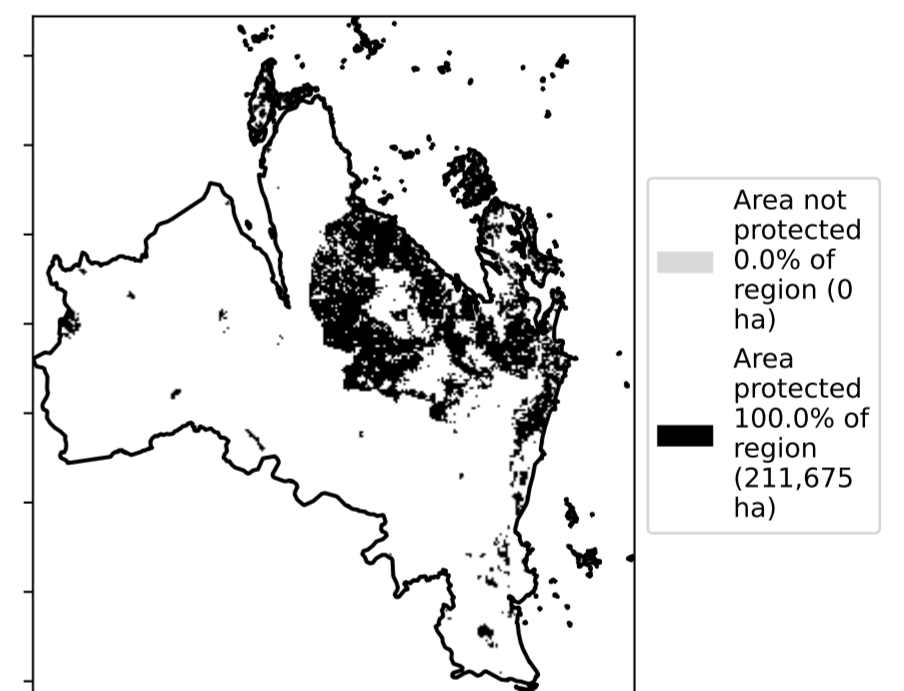 Area not
protected
0.0% of
region (0
ha)
Area
protected
100.0% of
region
(211,675
ha)